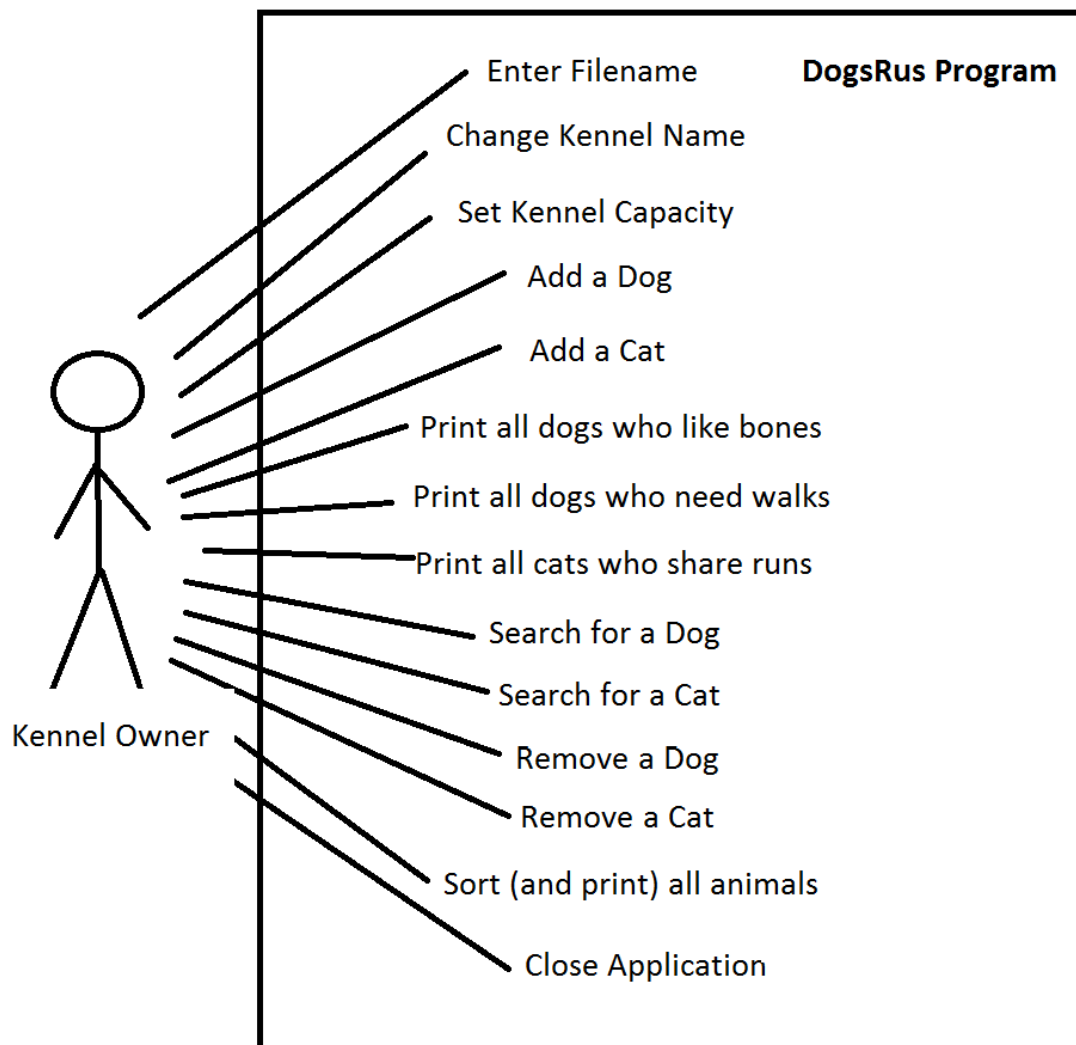 Enter Filename
DogsRus Program
Change Kennel Name
Set Kennel Capacity
Add a Dog
Add a Cat
Print all dogs who like bones
Print all dogs who need walks
Print all cats who share runs
Search for a Dog
Search for a Cat
Kennel Owner
Remove a Dog
Remove a Cat
Sort (and print) all animals
Close Application